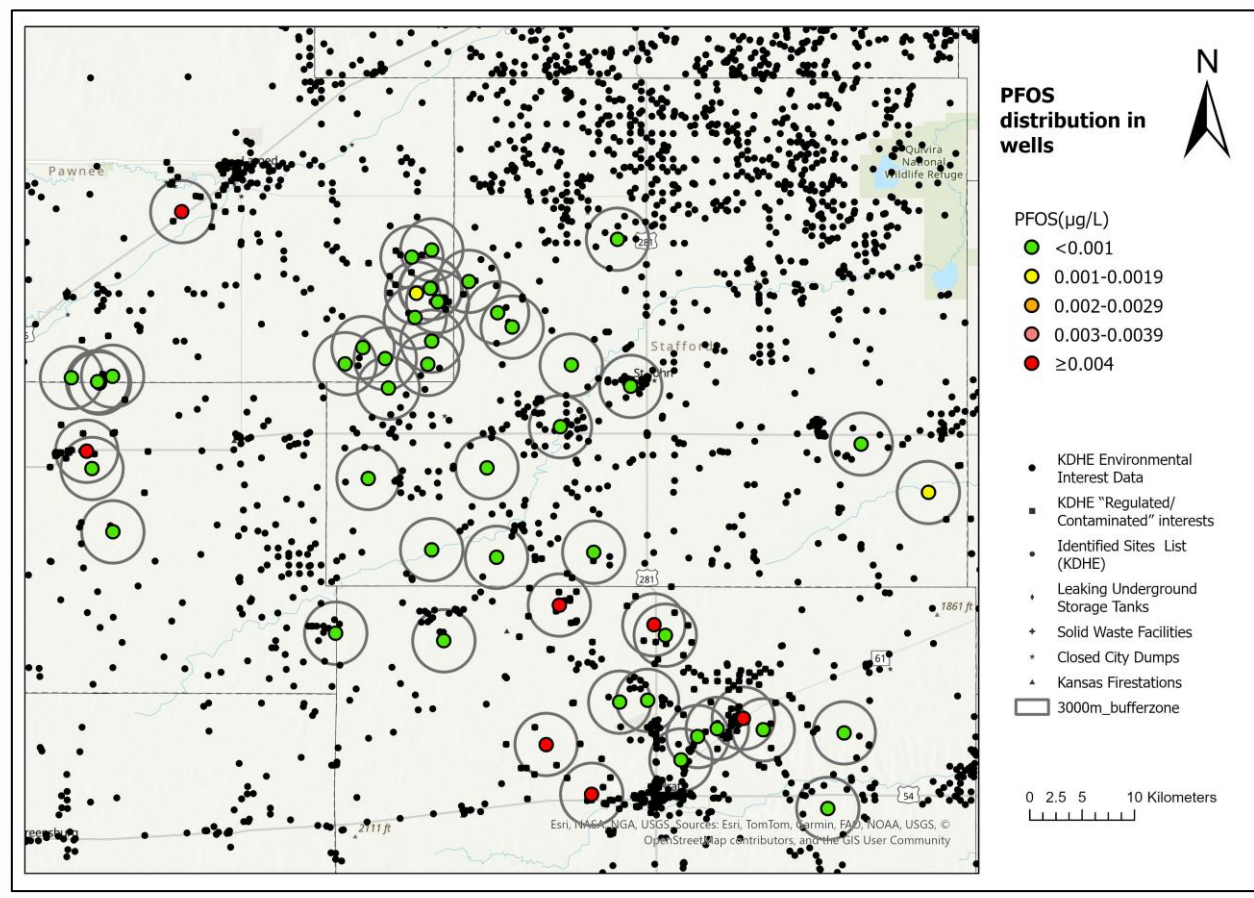 Larned
Pawnee
Quivira
National
Wildlife Refuge
281
Stafford
St John
281
1861 ft
61
54
2111 ft
Esri, NASA, NGA, USGS, Sources: Esri, TomTom, Garmin, FAO, NOAA, USGS, ©
OpenStreetMap contributors, and the GIS User Community
N
PFOS
distribution in
wells
PFOS(µg/L)
<0.001
0.001-0.0019
0.002-0.0029
0.003-0.0039
≥0.004
KDHE Environmental
Interest Data
KDHE “Regulated/
Contaminated” interests
Identified Sites List
(KDHE)
Leaking Underground
Storage Tanks
Solid Waste Facilities
Closed City Dumps
Kansas Firestations
3000m_bufferzone
0 2.5 5 10 Kilometers